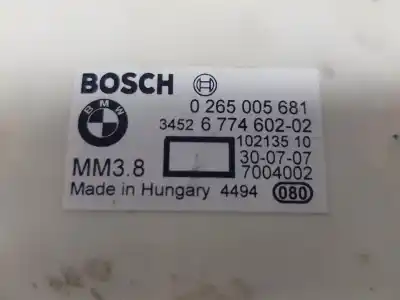 BOSCH
BMW
0 265 005 681
3452 6 774 602-02
102135 10
30-07-07
MM3.8
7004002
Made in Hungary 4494 080